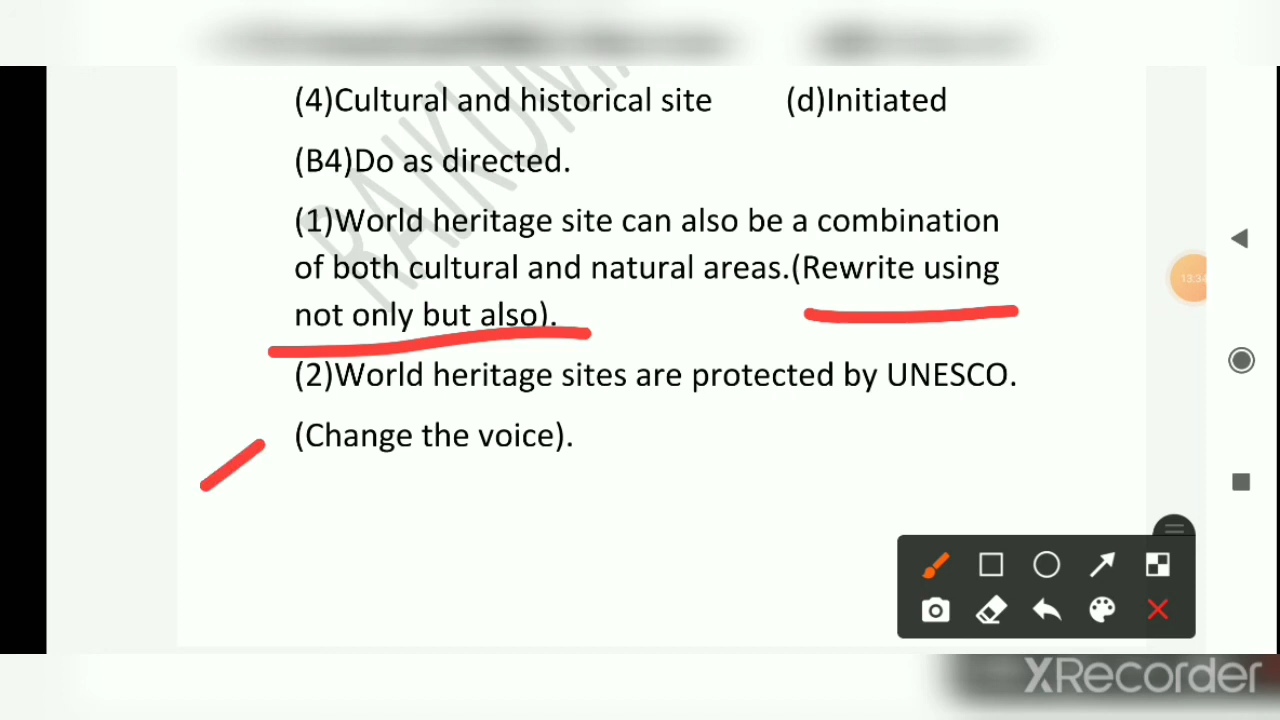 (4)Cultural and historical site (d)Initiated
(B4)Do as directed.
(1)World heritage site can also be a combination
of both cultural and natural areas.(Rewrite using
not only but also).
(2)World heritage sites are protected by UNESCO.
(Change the voice).
13:34
XRecorder